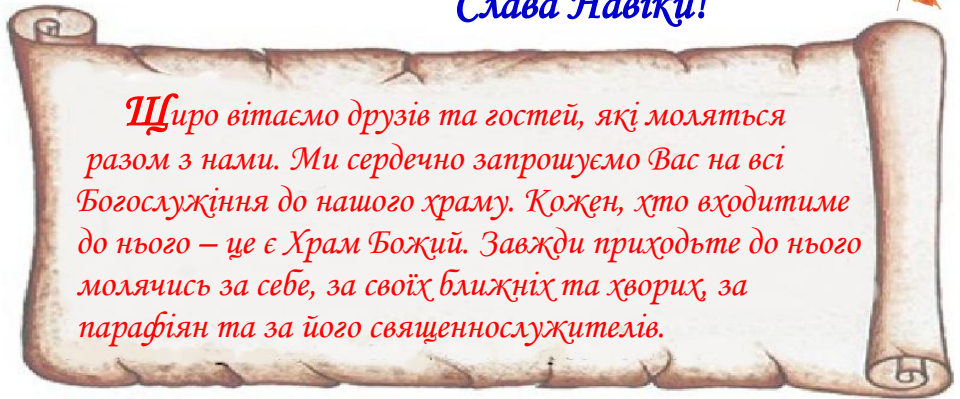 Слава Навіки!
Щиро вітаємо друзів та гостей, які моляться
разом з нами. Ми сердечно запрошуємо Вас на всі
Богослужіння до нашого храму. Кожен, хто входитиме
до нього – це є Храм Божий. Завжди приходьте до нього
молячись за себе, за своїх ближніх та хворих, за
парафіян та за його священнослужителів.